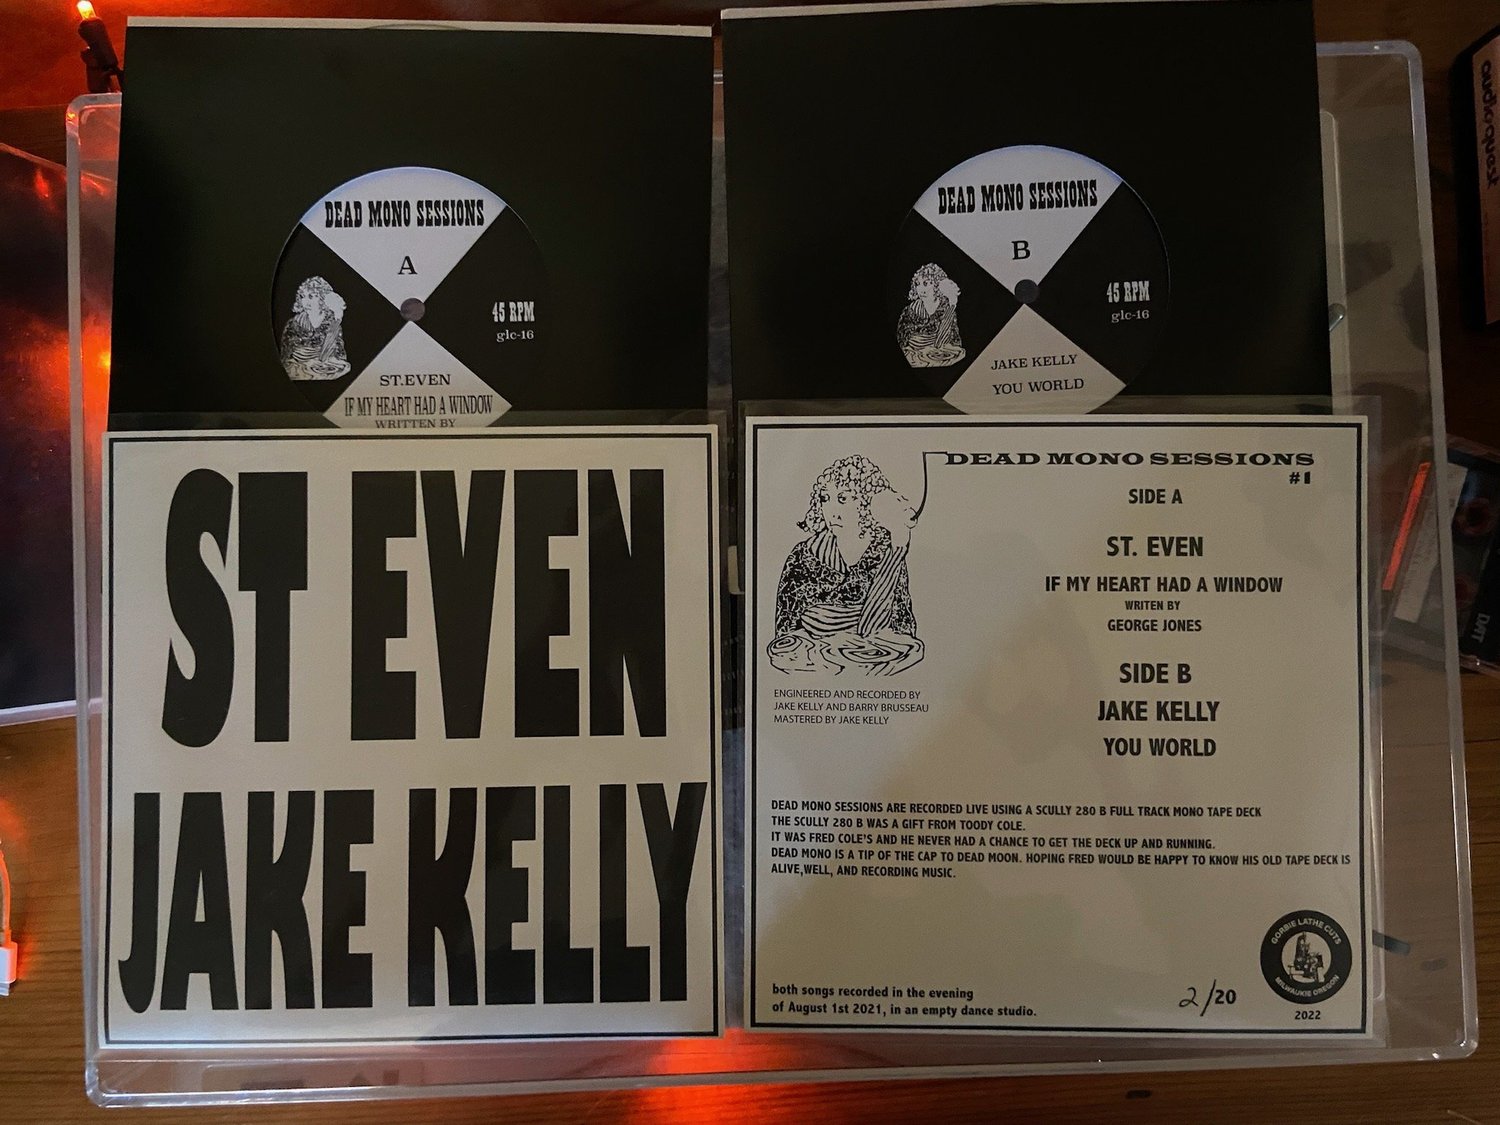 DEAD MONO SESSIONS
A
45 RPM
glc-16
ST.EVEN
IF MY HEART HAD A WINDOW
WRITTEN BY
DEAD MONO SESSIONS
B
45 RPM
glc-16
JAKE KELLY
YOU WORLD
audioquest
ST EVEN
JAKE KELLY
DEAD MONO SESSIONS
#1
SIDE A
ST. EVEN
IF MY HEART HAD A WINDOW
WRITEN BY
GEORGE JONES
SIDE B
JAKE KELLY
YOU WORLD
ENGINEERED AND RECORDED BY
JAKE KELLY AND BARRY BRUSSEAU
MASTERED BY JAKE KELLY
DEAD MONO SESSIONS ARE RECORDED LIVE USING A SCULLY 280 B FULL TRACK MONO TAPE DECK
THE SCULLY 280 B WAS A GIFT FROM TOODY COLE.
IT WAS FRED COLE'S AND HE NEVER HAD A CHANCE TO GET THE DECK UP AND RUNNING.
DEAD MONO IS A TIP OF THE CAP TO DEAD MOON. HOPING FRED WOULD BE HAPPY TO KNOW HIS OLD TAPE DECK IS
ALIVE,WELL, AND RECORDING MUSIC.
both songs recorded in the evening
of August 1st 2021, in an empty dance studio.
2/20
GORBIE LATHE CUTS
MILWAUKIE OREGON
2022
DAT